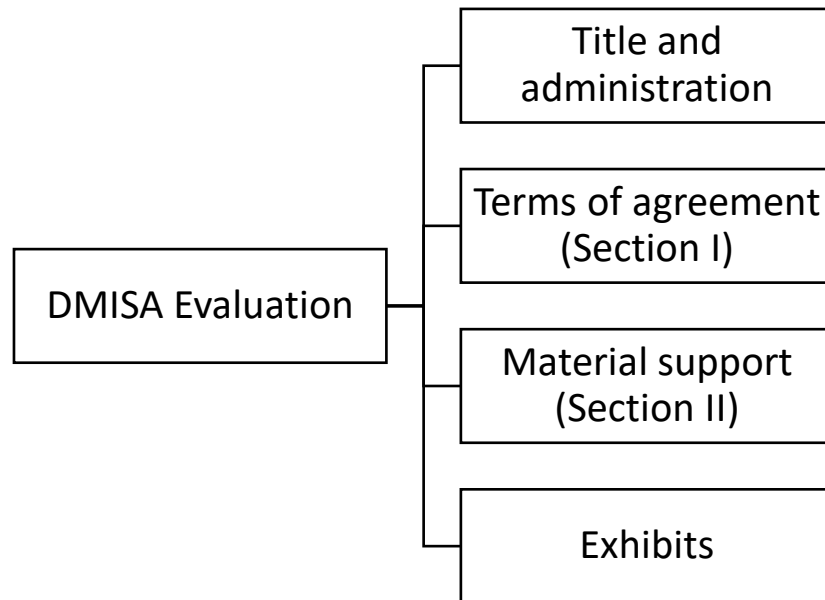 Title and
administration
Terms of agreement
(Section I)
DMISA Evaluation
Material support
(Section II)
Exhibits